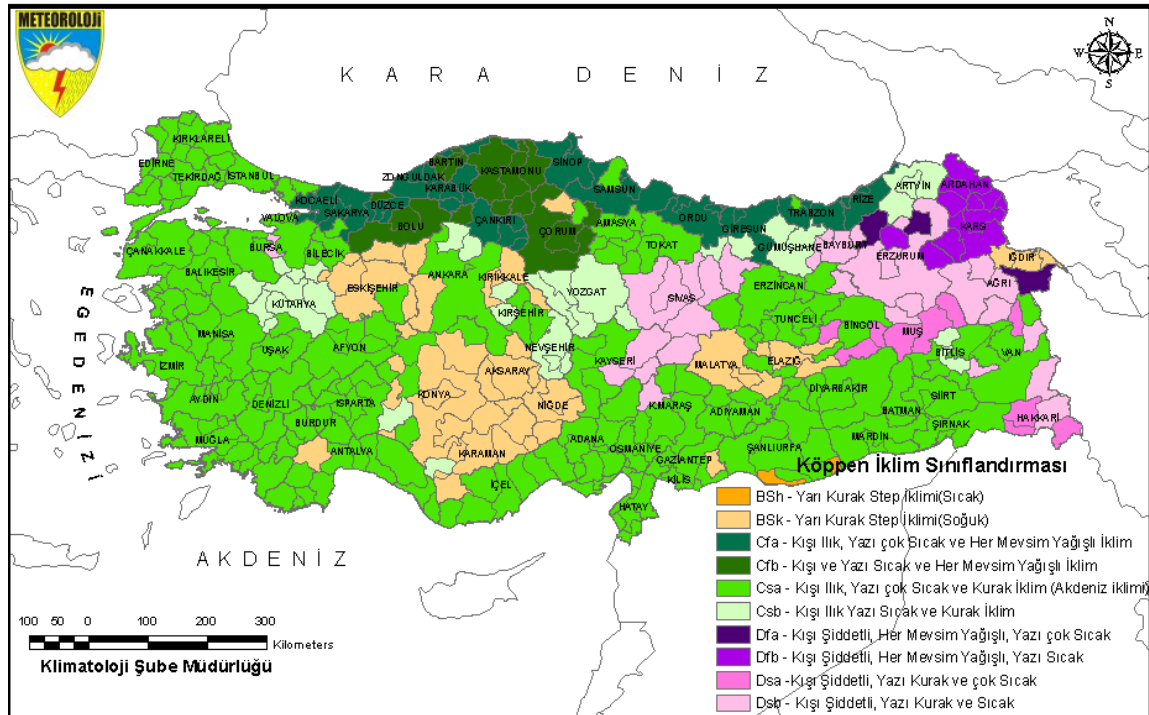 METEOROLOJİ
K A R A D E N İ Z
N
W E
S
KIRKLARELİ
EDİRNE
TEKİRDAĞ
İSTANBUL
KOCAELİ
YALOVA
SAKARYA
DÜZCE
ZONGULDAK
BARTIN
KARABÜK
KASTAMONU
SİNOP
SAMSUN
BOLU
ÇANKIRI
ÇORUM
AMASYA
ORDU
GİRESUN
TRABZON
RİZE
ARTVİN
ARDAHAN
KARS
ÇANAKKALE
BURSA
BİLECİK
TOKAT
GÜMÜŞHANE
BAYBURT
ERZURUM
IĞDIR
AĞRI
BALIKESİR
ESKİŞEHİR
ANKARA
KIRIKKALE
YOZGAT
SİVAS
ERZİNCAN
KÜTAHYA
KIRŞEHİR
TUNCELİ
BİNGÖL
MUŞ
MANİSA
UŞAK
AFYON
NEVŞEHİR
KAYSERİ
MALATYA
ELAZIĞ
BİTLİS
VAN
İZMİR
AKSARAY
KONYA
NİĞDE
DİYARBAKIR
SİİRT
AYDIN
DENİZLİ
ISPARTA
BURDUR
K.MARAŞ
ADIYAMAN
BATMAN
ŞIRNAK
HAKKARİ
MUĞLA
ANTALYA
KARAMAN
ADANA
OSMANİYE
GAZİANTEP
ŞANLIURFA
MARDİN
İÇEL
KİLİS
HATAY
E G E D E N İ Z İ
A K D E N İ Z
Köppen İklim Sınıflandırması
BSh - Yarı Kurak Step İklimi(Sıcak)
BSk - Yarı Kurak Step İklimi(Soğuk)
Cfa - Kışı Ilık, Yazı çok Sıcak ve Her Mevsim Yağışlı İklim
Cfb - Kışı ve Yazı Sıcak ve Her Mevsim Yağışlı İklim
Csa - Kışı Ilık, Yazı çok Sıcak ve Kurak İklim (Akdeniz iklimi)
Csb - Kışı Ilık Yazı Sıcak ve Kurak İklim
Dfa - Kışı Şiddetli, Her Mevsim Yağışlı, Yazı çok Sıcak
Dfb - Kışı Şiddetli, Her Mevsim Yağışlı, Yazı Sıcak
Dsa -Kışı Şiddetli, Yazı Kurak ve çok Sıcak
Dsb - Kışı Şiddetli, Yazı Kurak ve Sıcak
100 50 0 100 200 300
Kilometers
Klimatoloji Şube Müdürlüğü